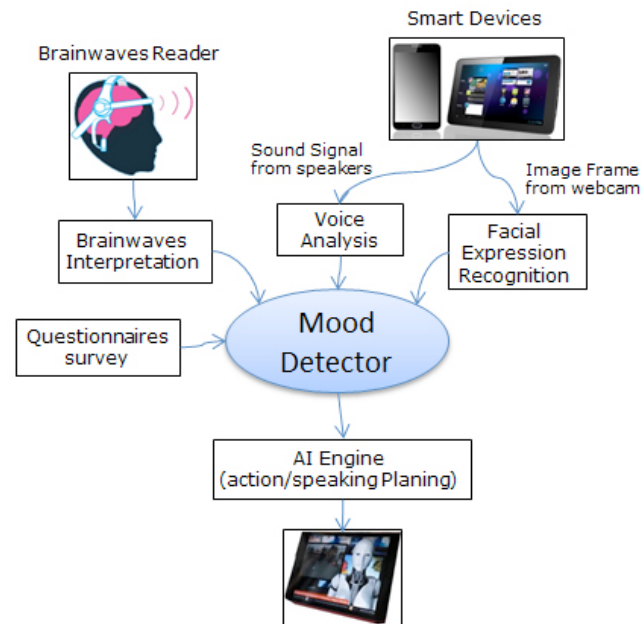 Smart Devices
Brainwaves Reader
Sound Signal
from speakers
Image Frame
from webcam
Voice
Analysis
Facial
Expression
Recognition
Brainwaves
Interpretation
Mood
Detector
Questionnaires
survey
AI Engine
(action/speaking Planing)